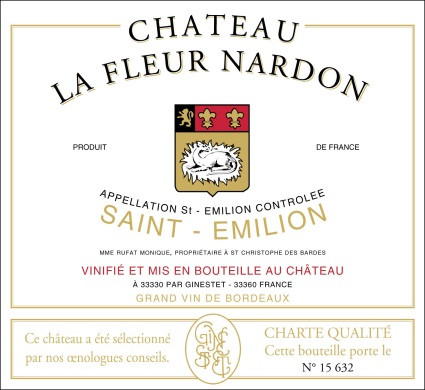 CHATEAU
LA FLEUR NARDON
PRODUIT DE FRANCE
APPELLATION St - EMILION CONTROLEE
SAINT - EMILION
MME RUFAT MONIQUE, PROPRIÉTAIRE À ST CHRISTOPHE DES BARDES
VINIFIÉ ET MIS EN BOUTEILLE AU CHÂTEAU
À 33330 PAR GINESTET - 33360 FRANCE
GRAND VIN DE BORDEAUX
Ce château a été sélectionné
par nos œnologues conseils.
CHARTE QUALITÉ
Cette bouteille porte le
N° 15 632